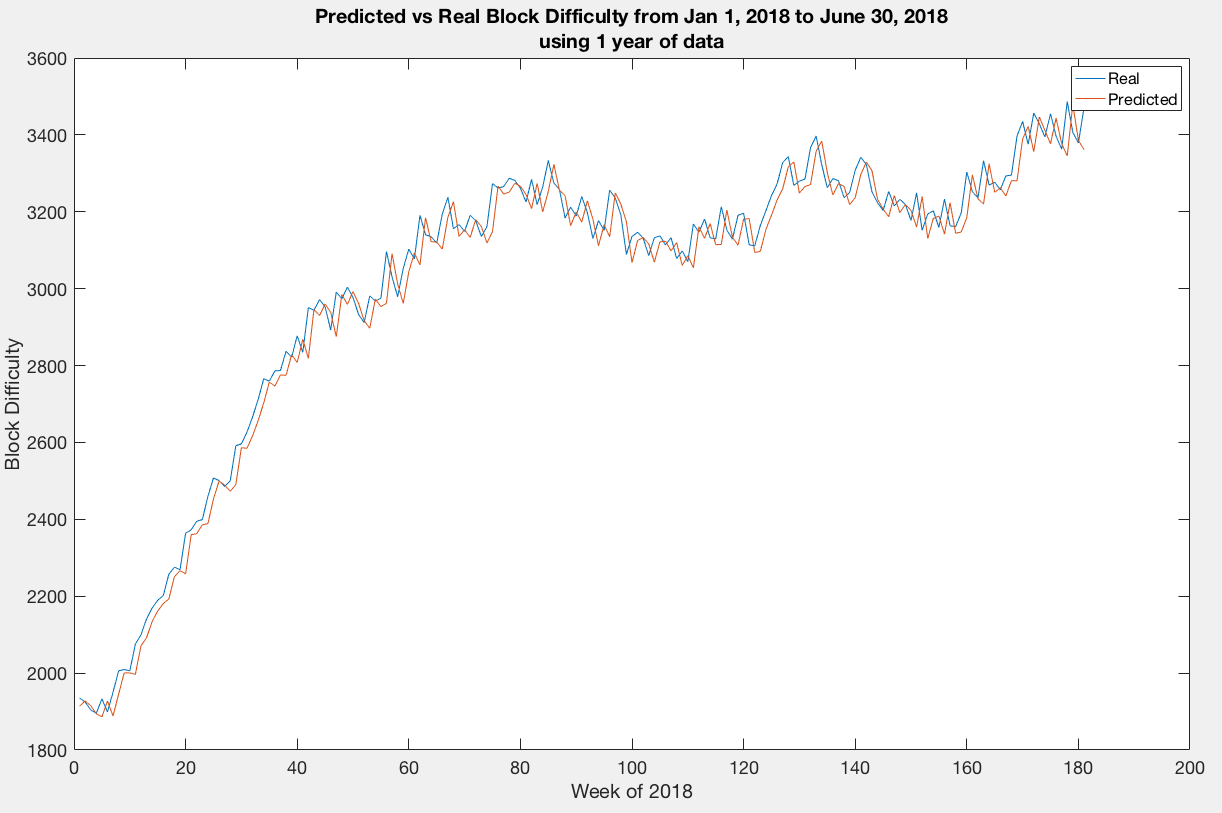 Predicted vs Real Block Difficulty from Jan 1, 2018 to June 30, 2018
using 1 year of data
Real
Predicted
Block Difficulty
3600
3400
3200
3000
2800
2600
2400
2200
2000
1800
0 20 40 60 80 100 120 140 160 180 200
Week of 2018